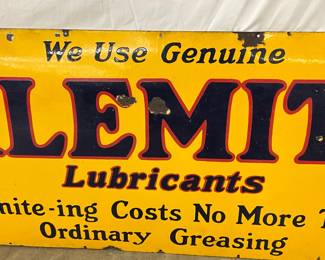 We Use Genuine
LEMIT
Lubricants
nite-ing Costs No More
Ordinary Greasing